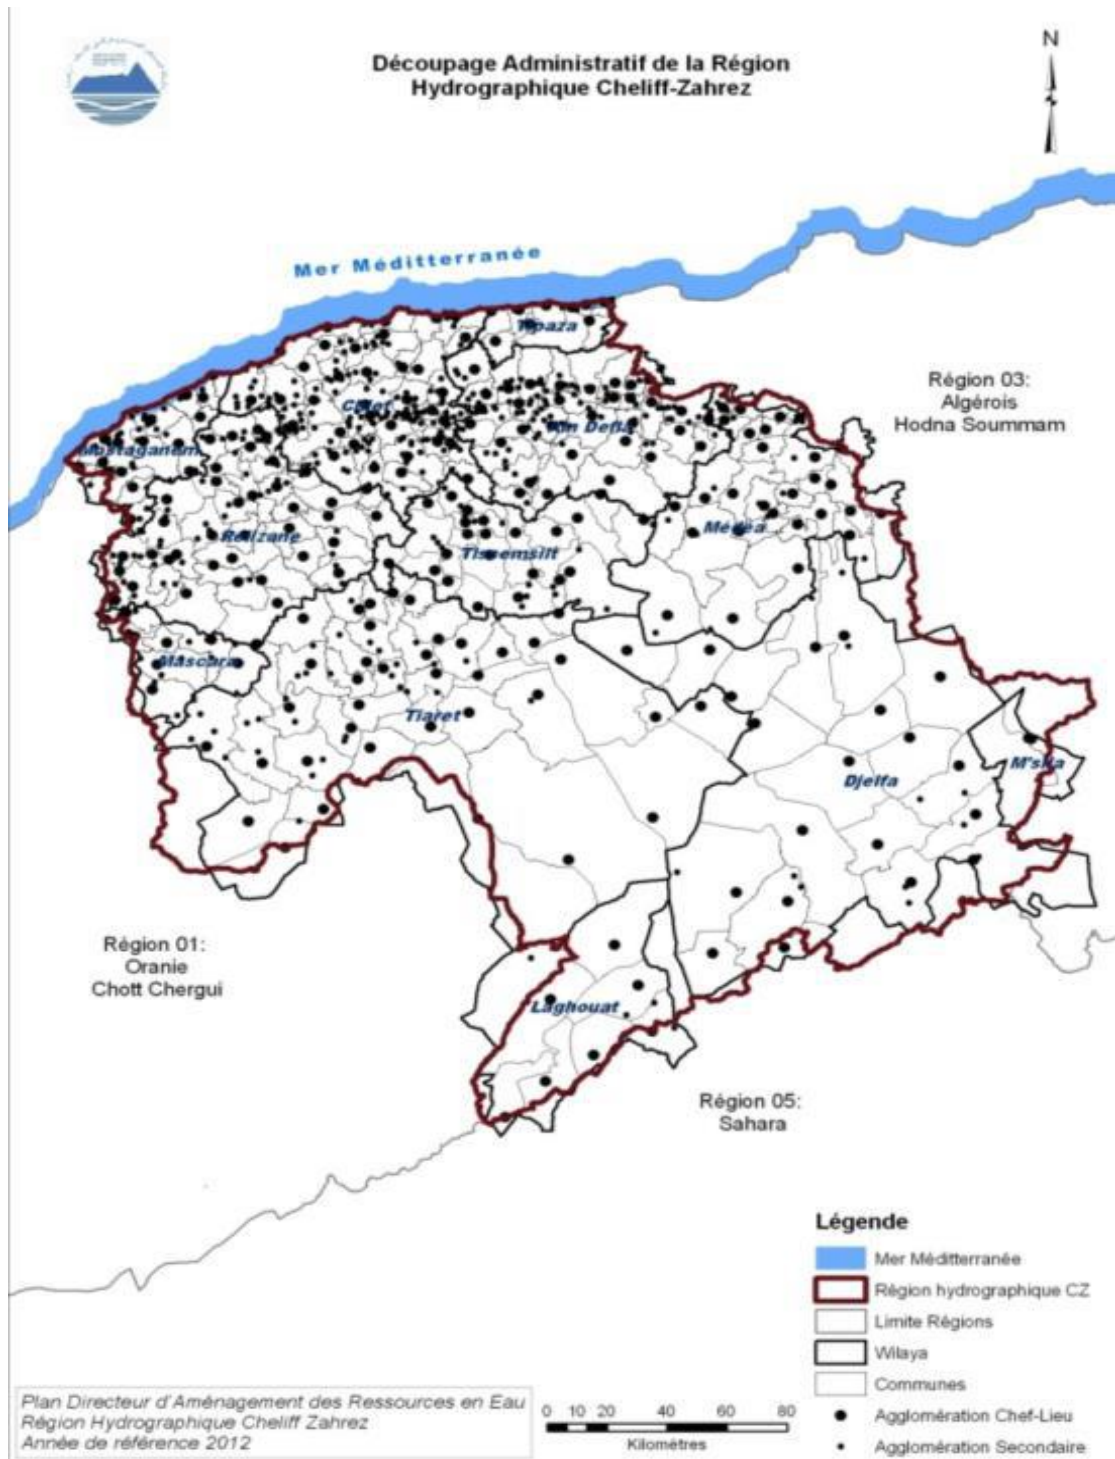 Découpage Administratif de la Région
Hydrographique Cheliff-Zahrez
N
Mer Méditterranée
Tipaza
Région 03:
Algérois
Hodna Soummam
Chlef
Ain Defla
Mostaganem
Médéa
Relizane
Tissemsilt
Mascara
Tiaret
M'sila
Djelfa
Région 01:
Oranie
Chott Chergui
Laghouat
Région 05:
Sahara
Légende
Mer Méditterranée
Région hydrographique CZ
Limite Régions
Wilaya
Communes
Agglomération Chef-Lieu
Agglomération Secondaire
Plan Directeur d'Aménagement des Ressources en Eau
Région Hydrographique Cheliff Zahrez
Année de référence 2012
0 10 20 40 60 80
Kilomètres